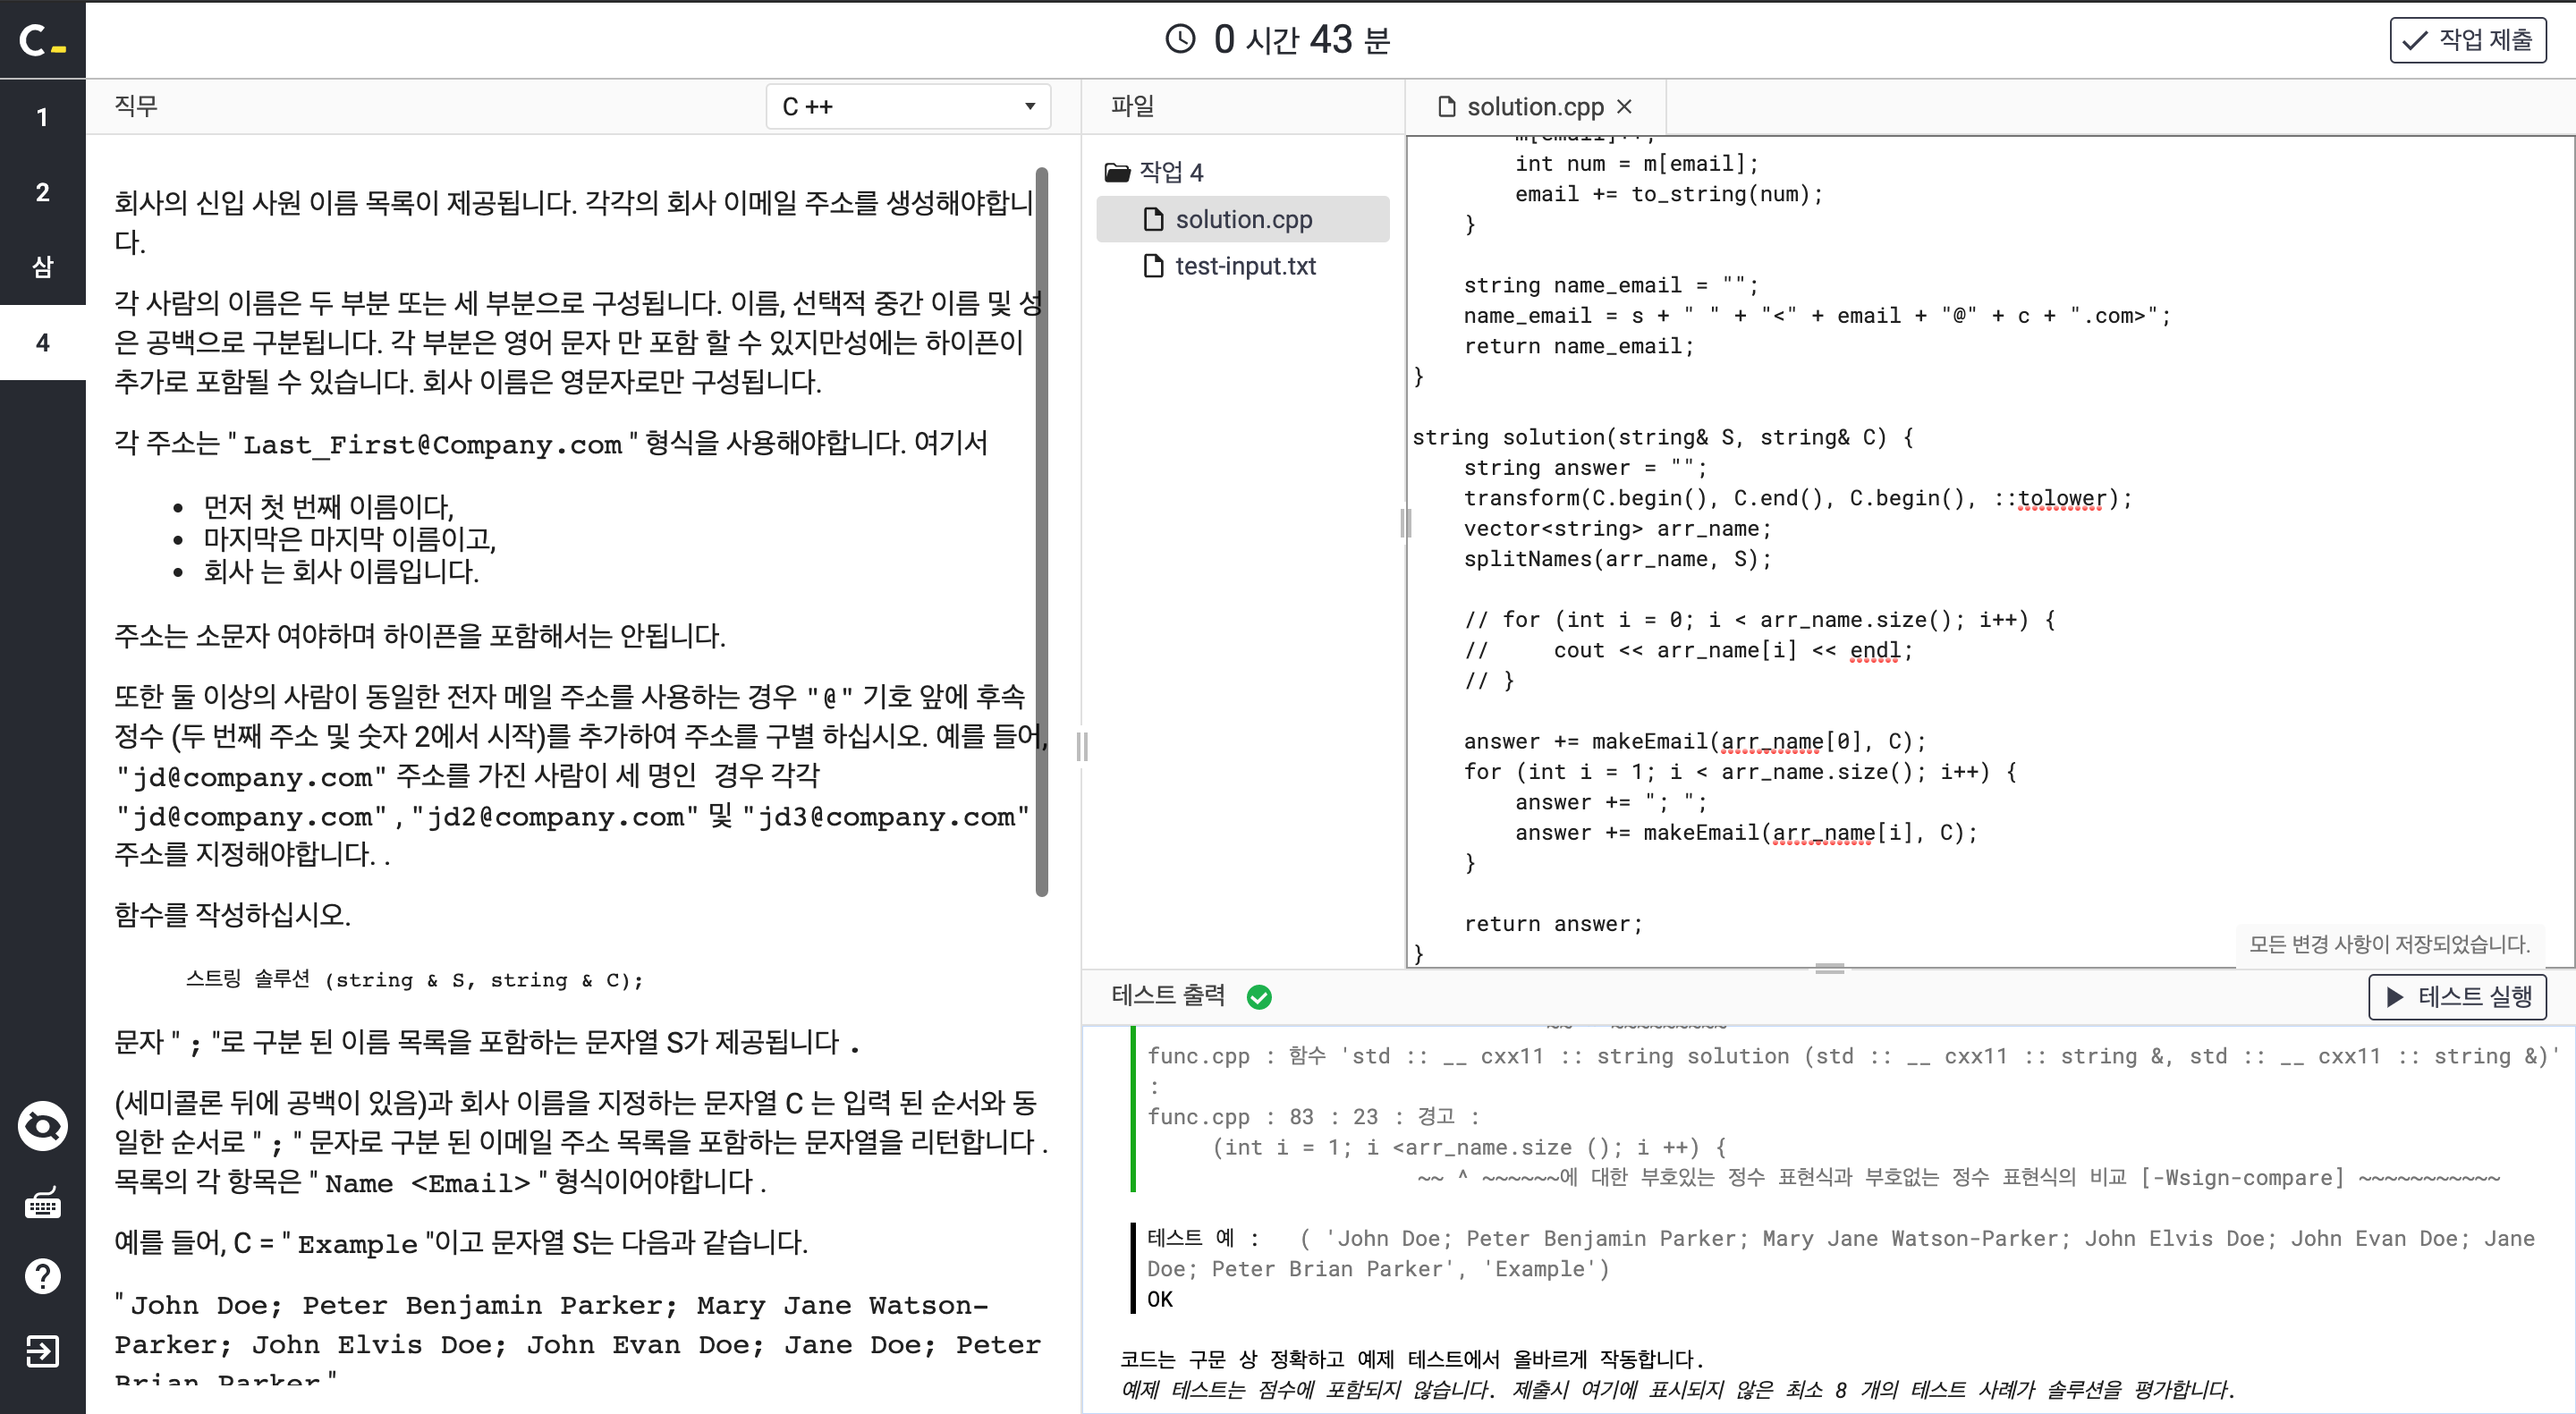 C_
0 시간 43 분
작업 제출
1
2
삼
4
직무
C ++
회사의 신입 사원 이름 목록이 제공됩니다. 각각의 회사 이메일 주소를 생성해야합니
다.
각 사람의 이름은 두 부분 또는 세 부분으로 구성됩니다. 이름, 선택적 중간 이름 및 성
은 공백으로 구분됩니다. 각 부분은 영어 문자 만 포함 할 수 있지만성에는 하이픈이
추가로 포함될 수 있습니다. 회사 이름은 영문자로만 구성됩니다.
각 주소는 " Last_First@Company.com " 형식을 사용해야합니다. 여기서
• 먼저 첫 번째 이름이다,
• 마지막은 마지막 이름이고,
• 회사 는 회사 이름입니다.
주소는 소문자 여야하며 하이픈을 포함해서는 안됩니다.
또한 둘 이상의 사람이 동일한 전자 메일 주소를 사용하는 경우 "@" 기호 앞에 후속
정수 (두 번째 주소 및 숫자 2에서 시작)를 추가하여 주소를 구별 하십시오. 예를 들어,
"jd@company.com" 주소를 가진 사람이 세 명인 경우 각각
"jd@company.com" , "jd2@company.com" 및 "jd3@company.com"
주소를 지정해야합니다. .
함수를 작성하십시오.
스트링 솔루션 (string & S, string & C);
문자 " ; "로 구분 된 이름 목록을 포함하는 문자열 S가 제공됩니다 .
(세미콜론 뒤에 공백이 있음)과 회사 이름을 지정하는 문자열 C 는 입력 된 순서와 동
일한 순서로 " ; " 문자로 구분 된 이메일 주소 목록을 포함하는 문자열을 리턴합니다 .
목록의 각 항목은 " Name <Email> " 형식이어야합니다 .
예를 들어, C = " Example "이고 문자열 S는 다음과 같습니다.
" John Doe; Peter Benjamin Parker; Mary Jane Watson-
Parker; John Elvis Doe; John Evan Doe; Jane Doe; Peter
Brian Parker "
파일
작업 4
solution.cpp
test-input.txt
solution.cpp ×
m[email]++;
int num = m[email];
email += to_string(num);
}
string name_email = "";
name_email = s + " " + "<" + email + "@" + c + ".com>";
return name_email;
}
string solution(string& S, string& C) {
string answer = "";
transform(C.begin(), C.end(), C.begin(), ::tolower);
vector<string> arr_name;
splitNames(arr_name, S);
// for (int i = 0; i < arr_name.size(); i++) {
//     cout << arr_name[i] << endl;
// }
answer += makeEmail(arr_name[0], C);
for (int i = 1; i < arr_name.size(); i++) {
answer += "; ";
answer += makeEmail(arr_name[i], C);
}
return answer;
}
모든 변경 사항이 저장되었습니다.
테스트 출력
테스트 실행
~~ ~~~~~~~~~
func.cpp : 함수 'std :: __ cxx11 :: string solution (std :: __ cxx11 :: string &, std :: __ cxx11 :: string &)'
:
func.cpp : 83 : 23 : 경고 :
(int i = 1; i <arr_name.size (); i ++) {
~~ ^ ~~~~~~에 대한 부호있는 정수 표현식과 부호없는 정수 표현식의 비교 [-Wsign-compare] ~~~~~~~~~~~
테스트 예 :   ( 'John Doe; Peter Benjamin Parker; Mary Jane Watson-Parker; John Elvis Doe; John Evan Doe; Jane
Doe; Peter Brian Parker', 'Example')
OK
코드는 구문 상 정확하고 예제 테스트에서 올바르게 작동합니다.
예제 테스트는 점수에 포함되지 않습니다. 제출시 여기에 표시되지 않은 최소 8 개의 테스트 사례가 솔루션을 평가합니다.